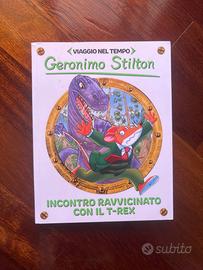 VIAGGIO NEL TEMPO
Geronimo Stilton
INCONTRO RAVVICINATO
CON IL T-REX
subito